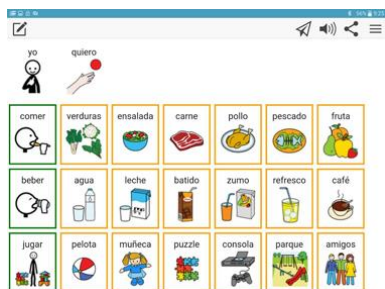 yo quiero
comer verduras ensalada carne pollo pescado fruta
beber agua leche batido zumo refresco café
jugar pelota muñeca puzzle consola parque amigos